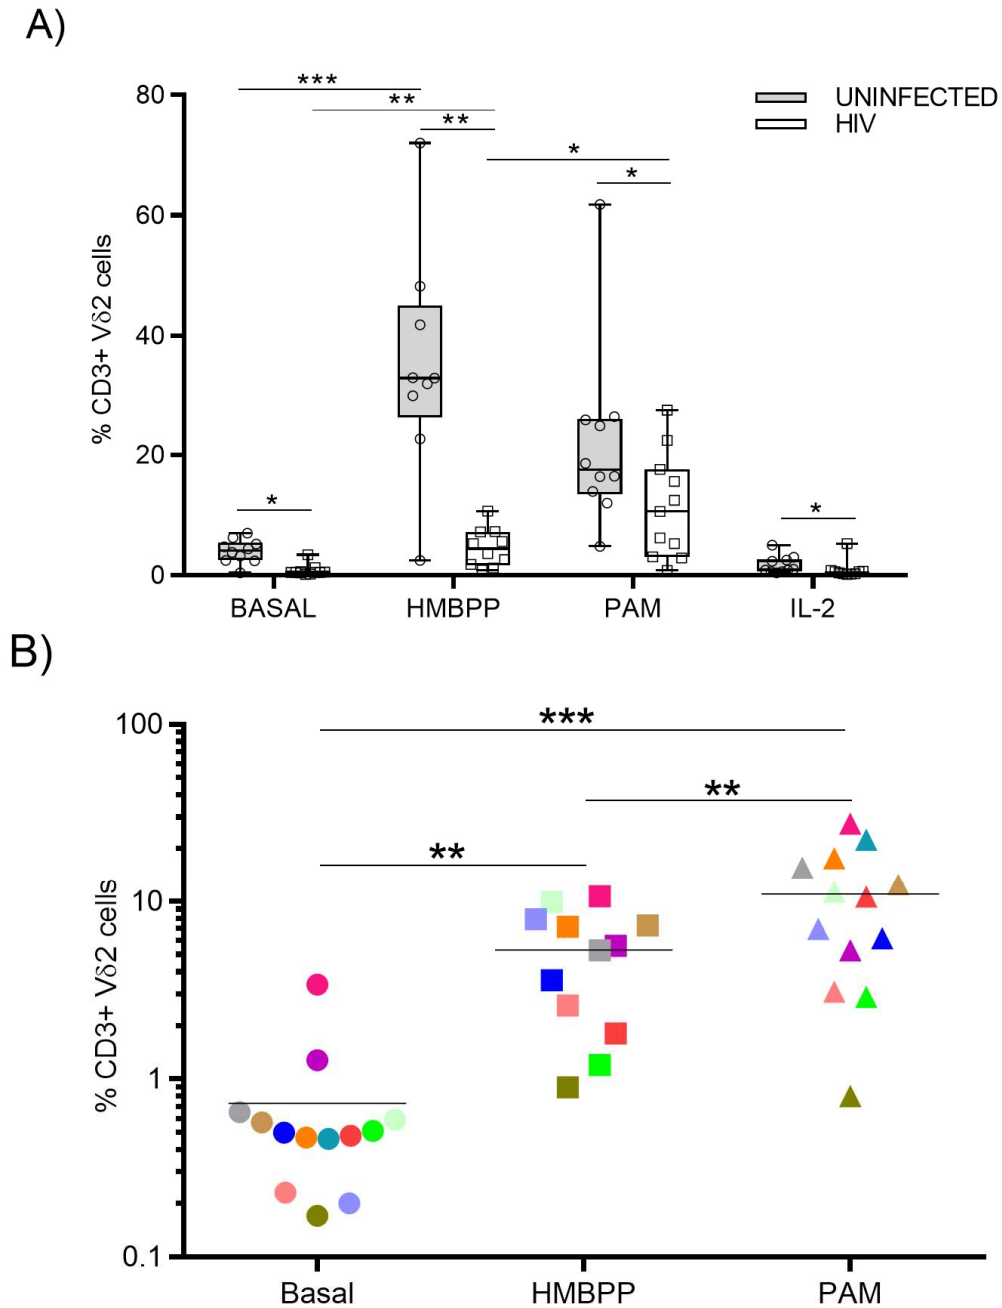 A)
***
**
**
*
*
*
*
UNINFECTED
HIV
% CD3+ Vδ2 cells
80
60
40
20
0
BASAL HMBPP PAM IL-2
B)
***
**
**
% CD3+ Vδ2 cells
100
10
1
0.1
Basal HMBPP PAM